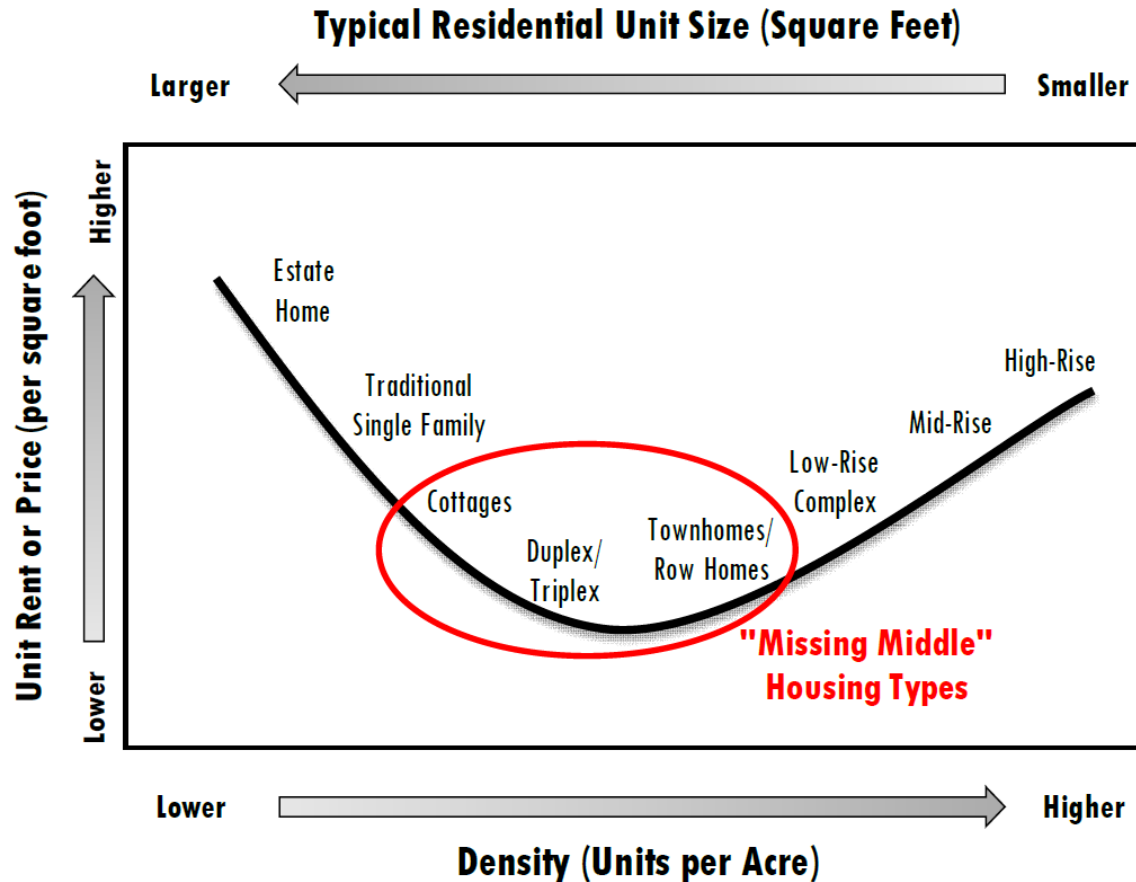 Typical Residential Unit Size (Square Feet)
Larger
Smaller
Unit Rent or Price (per square foot)
Higher
Lower
Estate
Home
Traditional
Single Family
Cottages
Duplex/
Triplex
Townhomes/
Row Homes
Low-Rise
Complex
Mid-Rise
High-Rise
"Missing Middle"
Housing Types
Lower
Higher
Density (Units per Acre)